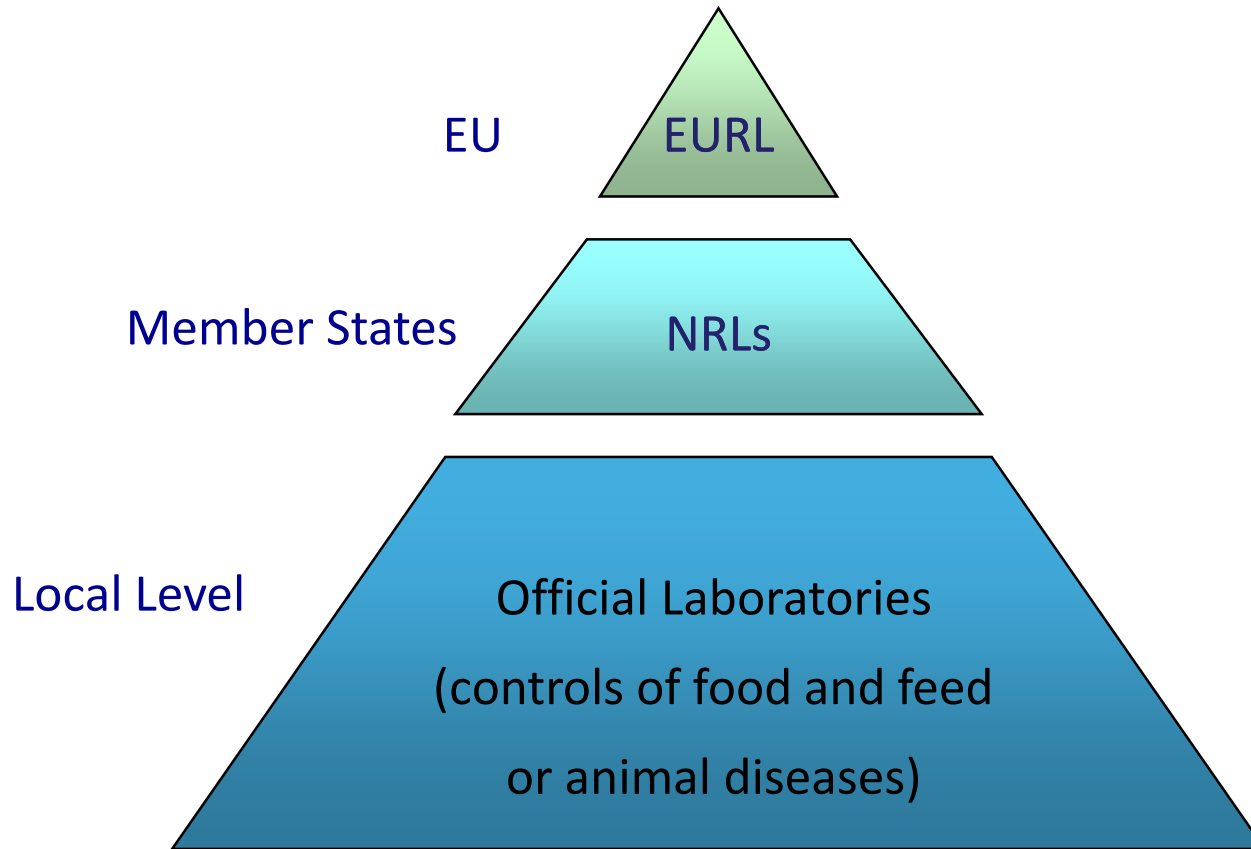 EU
EURL
Member States
NRLs
Local Level
Official Laboratories
(controls of food and feed
or animal diseases)